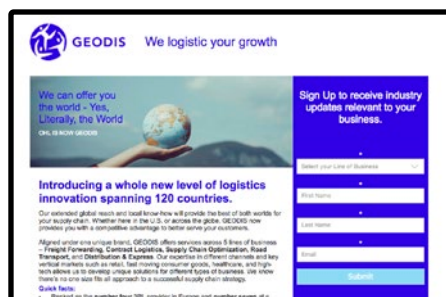 GEODIS
We logistic your growth
We can offer you
the world - Yes,
Literally, the World
OHL IS NOW GEODIS
Sign Up to receive industry
updates relevant to your
business.
Select your Line of Business
First Name
Last Name
Email
Submit
Introducing a whole new level of logistics
innovation spanning 120 countries.
Our extended global reach and local know-how will provide the best of both worlds for
your supply chain. Whether here in the U.S. or across the globe. GEODIS now
provides you with a competitive advantage to better serve your customers.
Aligned under one unique brand, GEODIS offers services across 5 lines of business
– Freight Forwarding, Contract Logistics, Supply Chain Optimization, Road
Transport, and Distribution & Express. Our expertise in different channels and key
vertical markets such as retail, fast moving consumer goods, healthcare, and high-
tech allows us to develop unique solutions for different types of business. We know
there's no one size fits all approach to a successful supply chain strategy.
Quick facts: